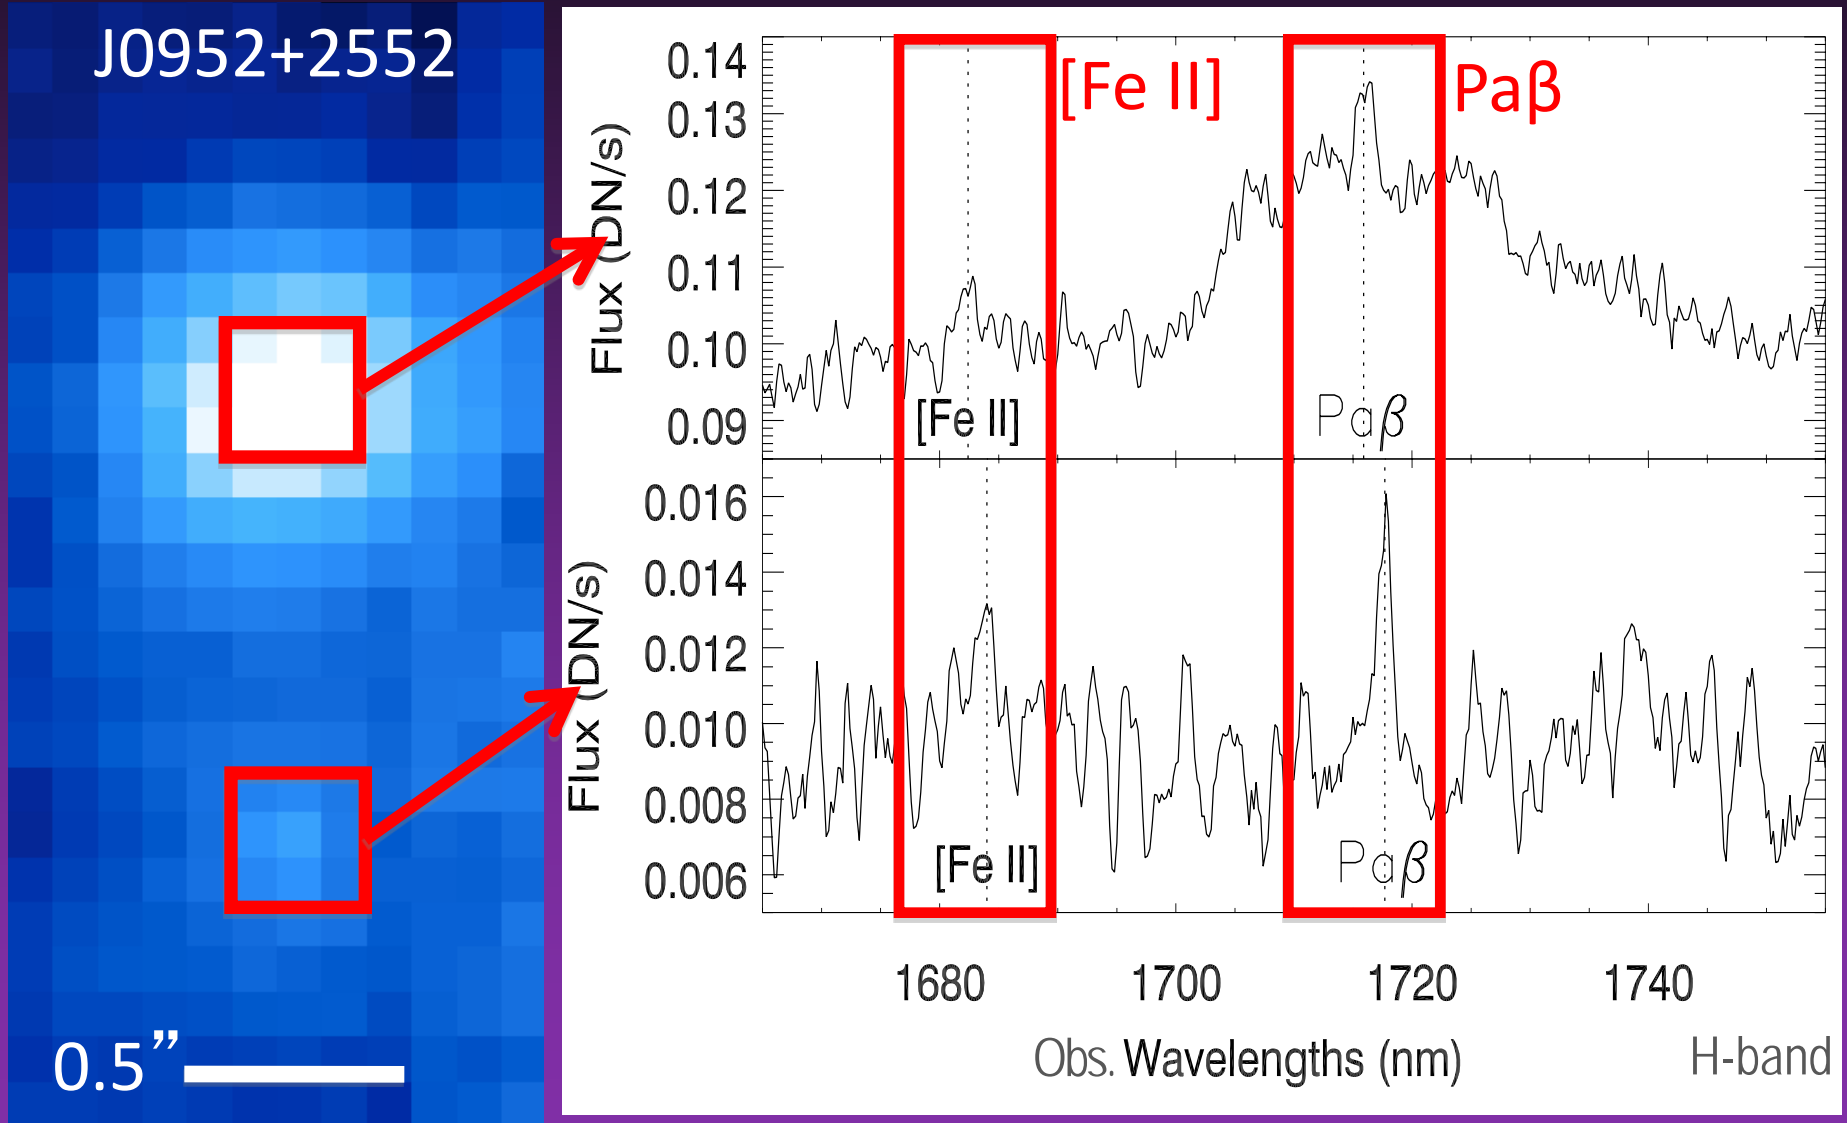 J0952+2552
0.5”
[Fe II]
Paβ
Flux (DN/s)
0.14
0.13
0.12
0.11
0.10
0.09
[Fe II]
Paβ
Flux (DN/s)
0.016
0.014
0.012
0.010
0.008
0.006
[Fe II]
Paβ
1680 1700 1720 1740
Obs. Wavelengths (nm)
H-band